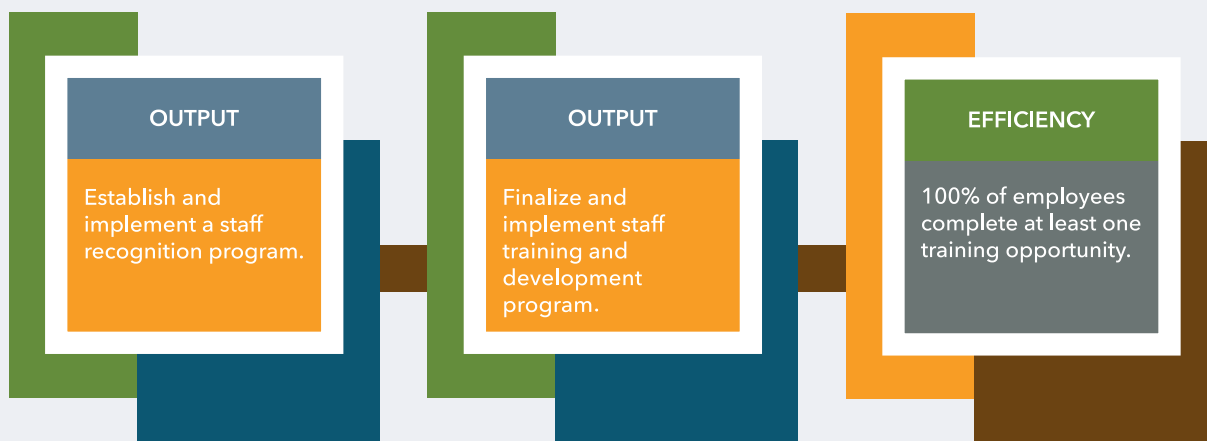 OUTPUT
Establish and
implement a staff
recognition program.
OUTPUT
Finalize and
implement staff
training and
development
program.
EFFICIENCY
100% of employees
complete at least one
training opportunity.